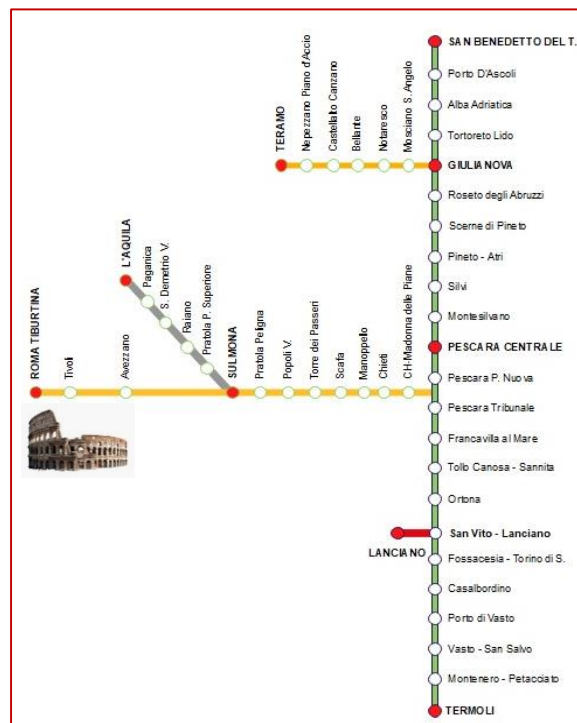 SAN BENEDETTO DEL T.
Porto D'Ascoli
Alba Adriatica
Tortoreto Lido
TERAMO
Nepezzano Piano d'Accio
Castellalto Canzano
Bellante
Notaresco
Mosciano S. Angelo
GIULIANOVA
Roseto degli Abruzzi
Scerne di Pineto
Pineto - Atri
Silvi
Montesilvano
L'AQUILA
Paganica
S. Demetrio V.
Raiano
Pratola P. Superiore
PESCARA CENTRALE
ROMA TIBURTINA
Tivoli
Avezzano
SULMONA
Pratola Peligna
Popoli V.
Torre dei Passeri
Scafa
Manoppello
Chieti
CH-Madonna delle Piane
Pescara P. Nuova
Pescara Tribunale
Francavilla al Mare
Tollo Canosa - Sannita
Ortona
San Vito - Lanciano
LANCIANO
Fossacesia - Torino di S.
Casalbordino
Porto di Vasto
Vasto - San Salvo
Montenero - Petacciato
TERMOLI